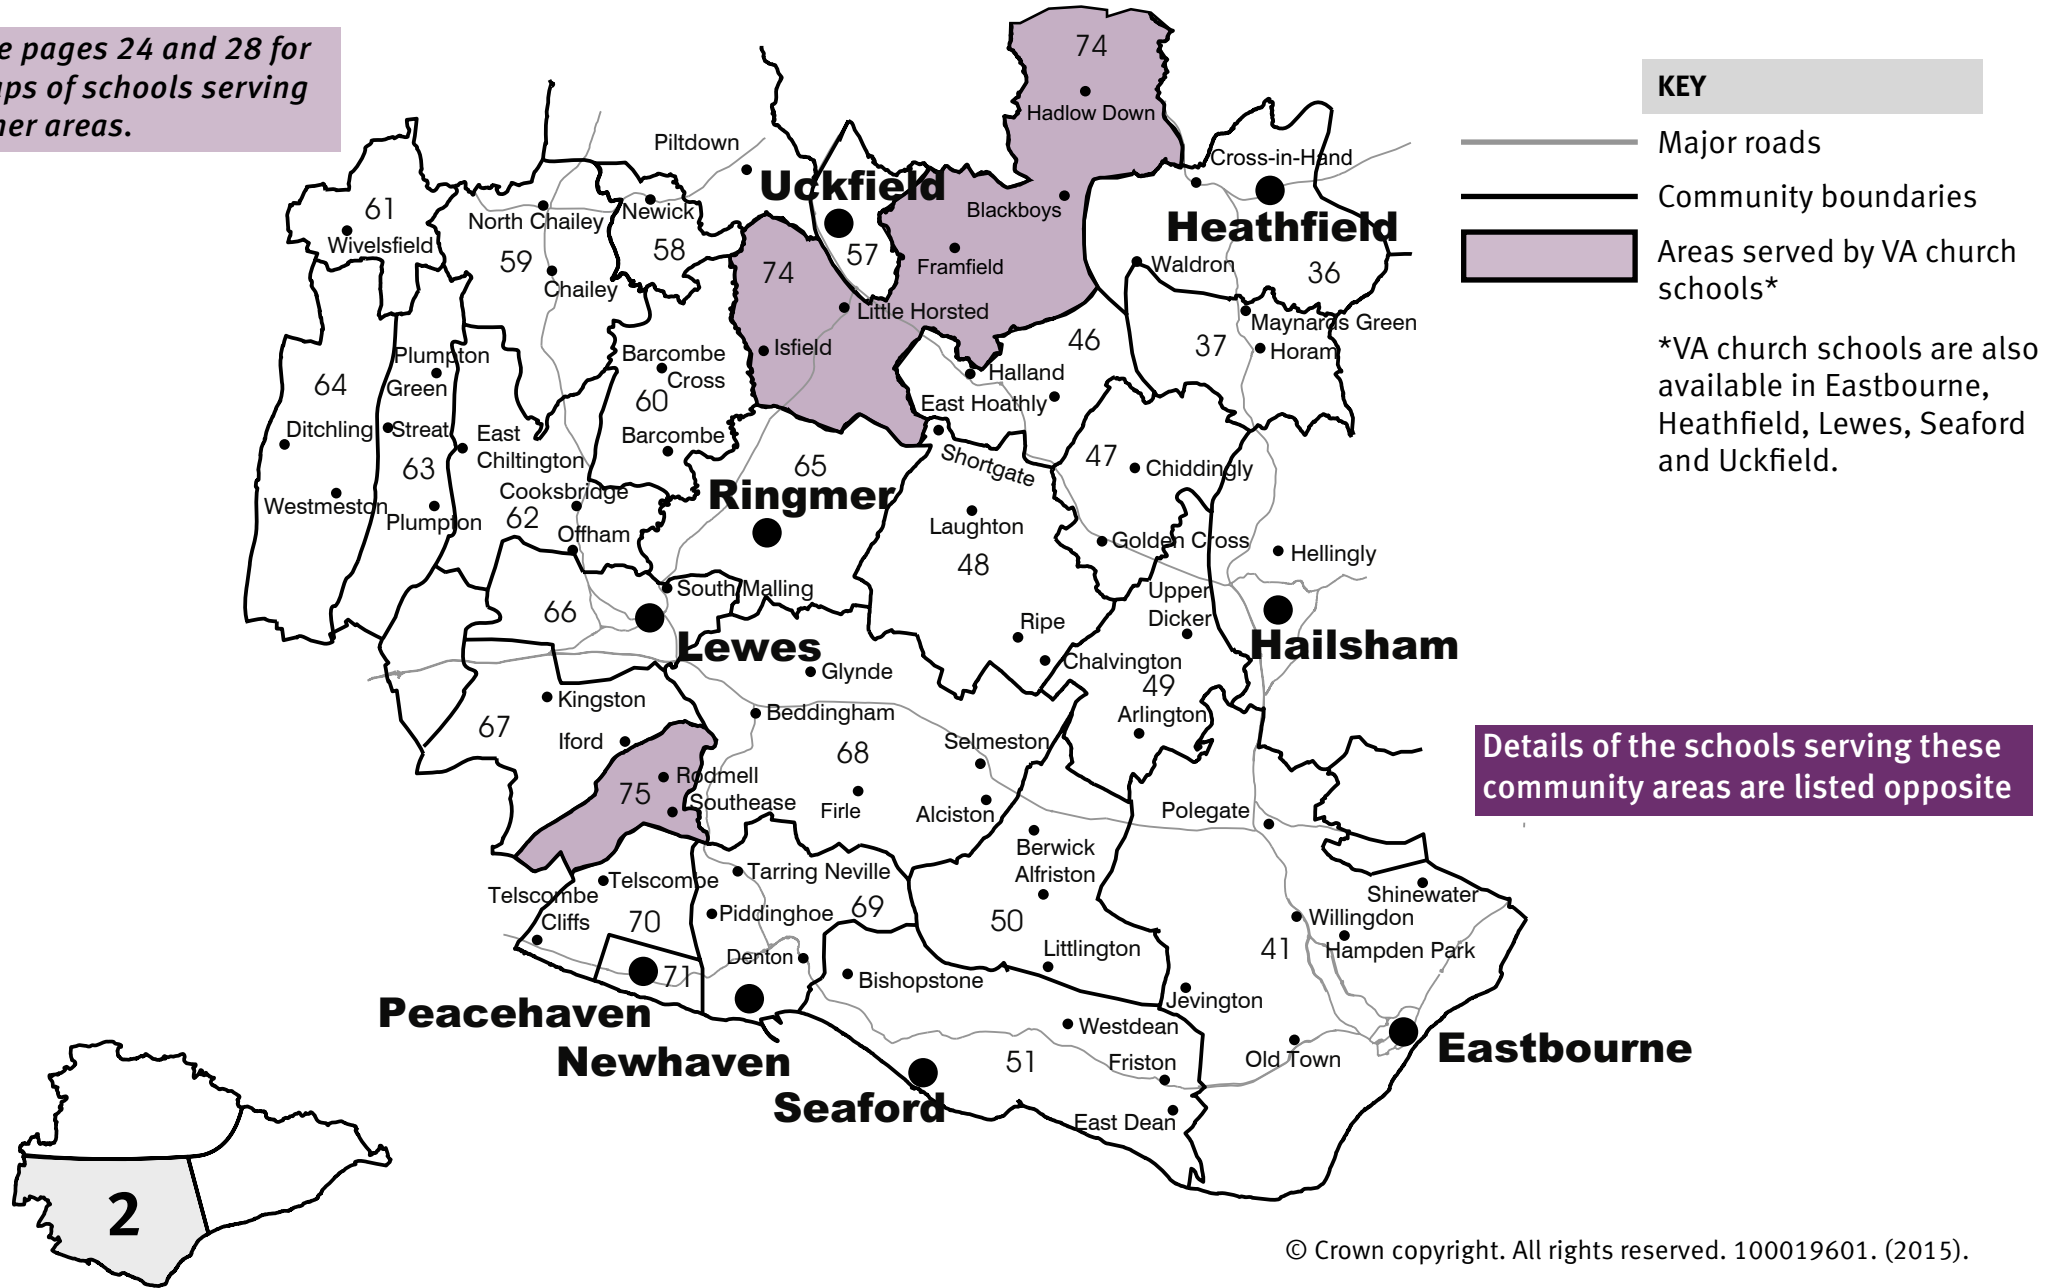 pages 24 and 28 for
of schools serving
areas.
KEY
Major roads
Community boundaries
Areas served by VA church
schools*
*VA church schools are also
available in Eastbourne,
Heathfield, Lewes, Seaford
and Uckfield.
74
Hadlow Down
Piltdown
Uckfield
Cross-in-Hand
Heathfield
61
Wivelsfield
North Chailey
59
Chailey
Newick
58
57
Blackboys
Framfield
74
Little Horsted
Isfield
Waldron
36
Maynards Green
37
Horam
46
Halland
East Hoathly
Plumpton
Green
64
Barcombe
Cross
60
Barcombe
Ditchling
Streat
East
Chiltington
63
Westmeston
Plumpton
Cooksbridge
62
Offham
65
Ringmer
Shortgate
Laughton
48
47
Chiddingly
Golden Cross
Hellingly
South Malling
66
Lewes
Upper
Dicker
Hailsham
Ripe
Chalvington
49
Arlington
Glynde
Kingston
67
Iford
Beddingham
68
Selmeston
75
Rodmell
Southease
Firle
Alciston
Polegate
Details of the schools serving these
community areas are listed opposite
Berwick
Alfriston
50
Littlington
Telscombe
Telscombe
Cliffs
70
71
Tarring Neville
Piddinghoe
69
Denton
Bishopstone
Shinewater
Willingdon
Hampden Park
41
Jevington
Peacehaven
Newhaven
Seaford
Westdean
51
Friston
East Dean
Old Town
Eastbourne
2
© Crown copyright. All rights reserved. 100019601. (2015).